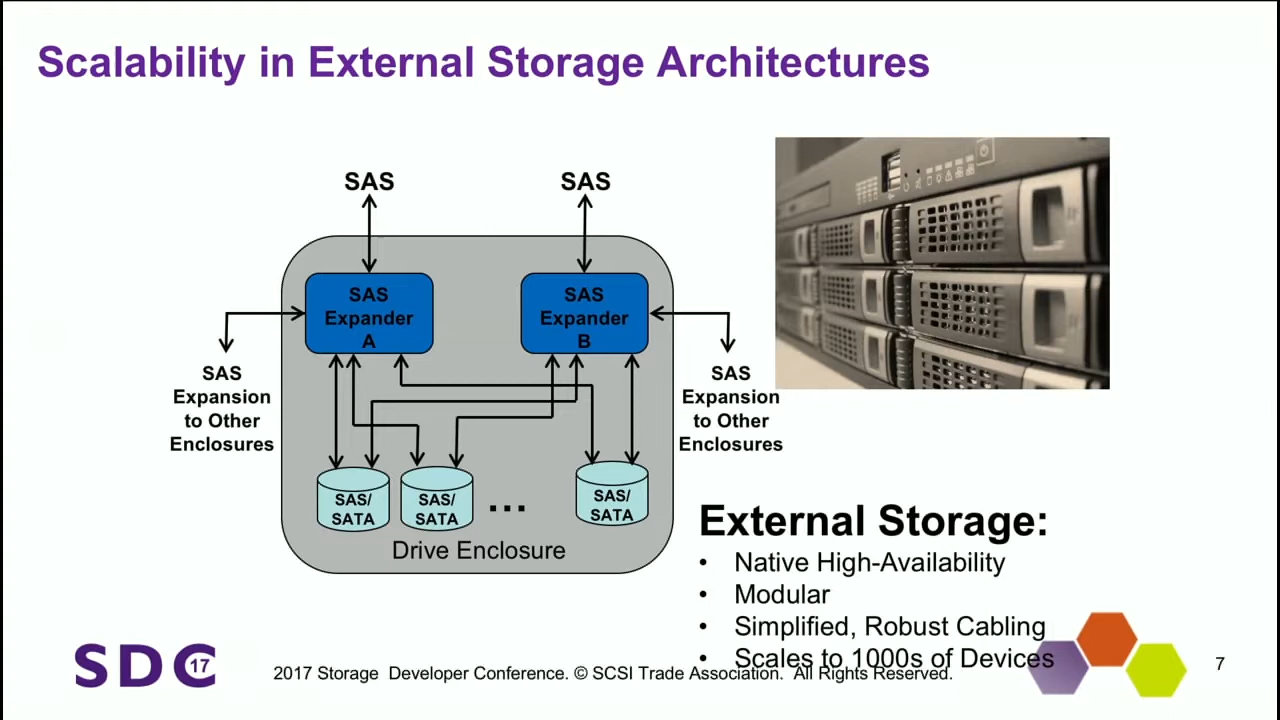 Scalability in External Storage Architectures
SAS
SAS
SAS
Expander
A
SAS
Expander
B
SAS
Expansion
to Other
Enclosures
SAS
Expansion
to Other
Enclosures
SAS/
SATA
SAS/
SATA
...
SAS/
SATA
Drive Enclosure
External Storage:
• Native High-Availability
• Modular
• Simplified, Robust Cabling
• Scales to 1000s of Devices
SDC 17
2017 Storage Developer Conference. © SCSI Trade Association. All Rights Reserved.
7